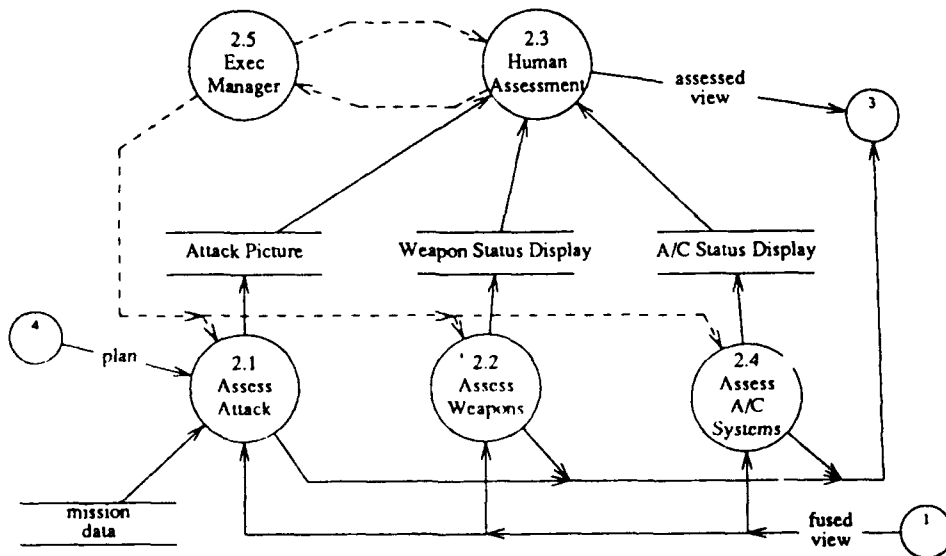 2.5
Exec
Manager
2.3
Human
Assessment
assessed
view
3
Attack Picture
Weapon Status Display
A/C Status Display
4
plan
2.1
Assess
Attack
2.2
Assess
Weapons
2.4
Assess
A/C
Systems
mission
data
fused
view
1